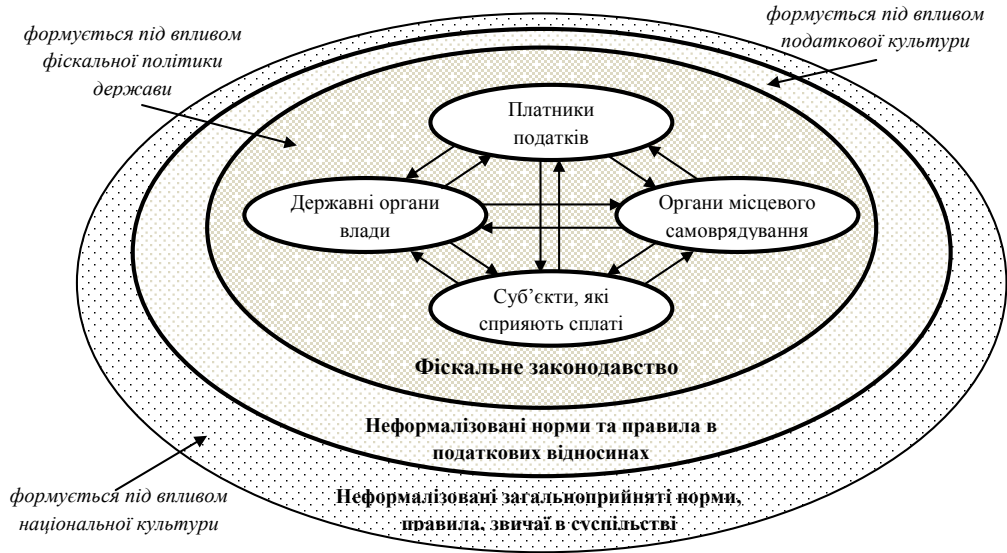 формується під впливом
фіскальної політики
держави
формується під впливом
податкової культури
Платники
податків
Державні органи
влади
Органи місцевого
самоврядування
Суб’єкти, які
сприяють сплаті
Фіскальне законодавство
Неформалізовані норми та правила в
податкових відносинах
формується під впливом
національної культури
Неформалізовані загальноприйняті норми,
правила, звичаї в суспільстві